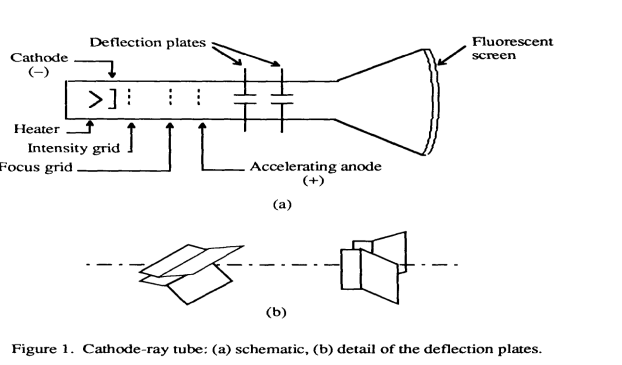 Deflection plates
Fluorescent
screen
Cathode
(−)
Heater
Intensity grid
Focus grid
Accelerating anode
(+)
(a)
(b)
Figure 1. Cathode-ray tube: (a) schematic, (b) detail of the deflection plates.